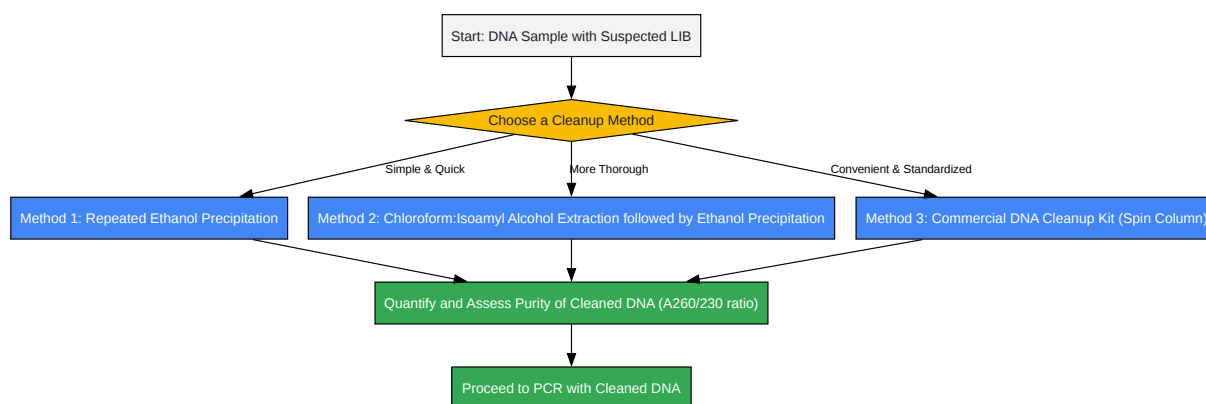 Start: DNA Sample with Suspected LIB
Choose a Cleanup Method
Simple & Quick
More Thorough
Convenient & Standardized
Method 1: Repeated Ethanol Precipitation
Method 2: Chloroform:Isoamyl Alcohol Extraction followed by Ethanol Precipitation
Method 3: Commercial DNA Cleanup Kit (Spin Column)
Quantify and Assess Purity of Cleaned DNA (A260/230 ratio)
Proceed to PCR with Cleaned DNA